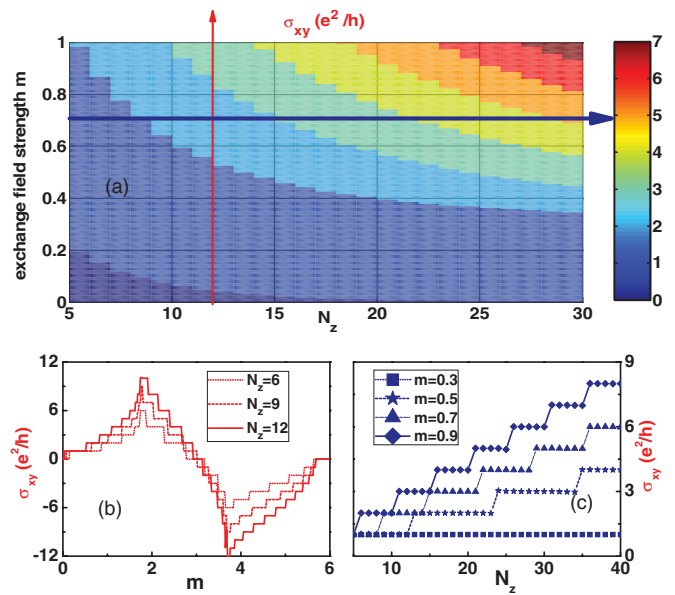 σxy (e²/h)
exchange field strength m
1
0.8
0.6
0.4
0.2
0
(a)
5
10
15
20
25
30
Nz
7
6
5
4
3
2
1
0
σxy (e²/h)
12
6
0
-6
-12
Nz=6
Nz=9
Nz=12
(b)
0
2
4
6
m
m=0.3
m=0.5
m=0.7
m=0.9
(c)
9
6
3
0
σxy (e²/h)
10
20
30
40
Nz